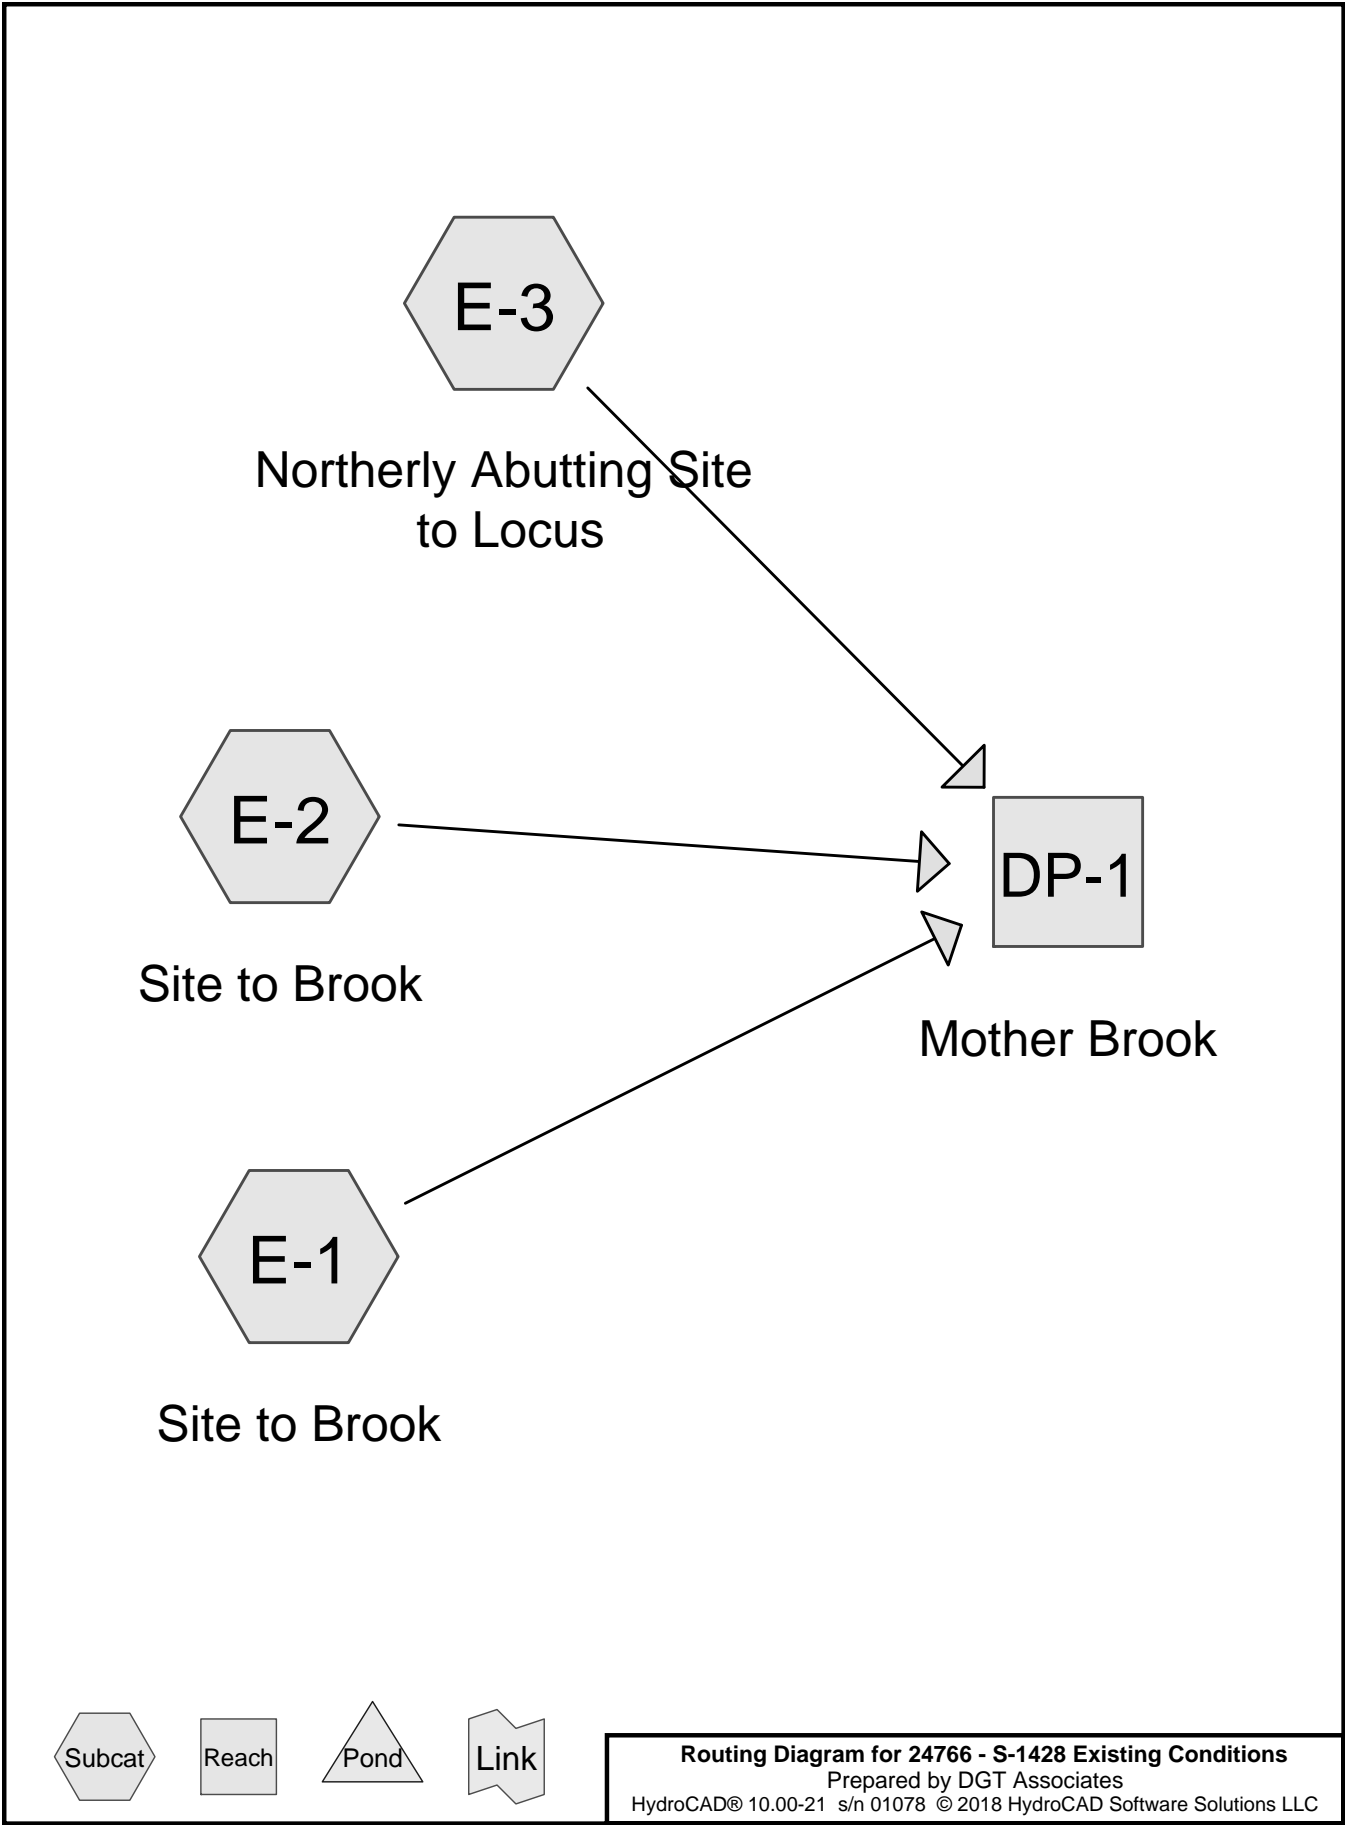 E-3
Northerly Abutting Site
to Locus
E-2
Site to Brook
DP-1
Mother Brook
E-1
Site to Brook
Subcat
Reach
Pond
Link
Routing Diagram for 24766 - S-1428 Existing Conditions
Prepared by DGT Associates
HydroCAD® 10.00-21 s/n 01078 © 2018 HydroCAD Software Solutions LLC